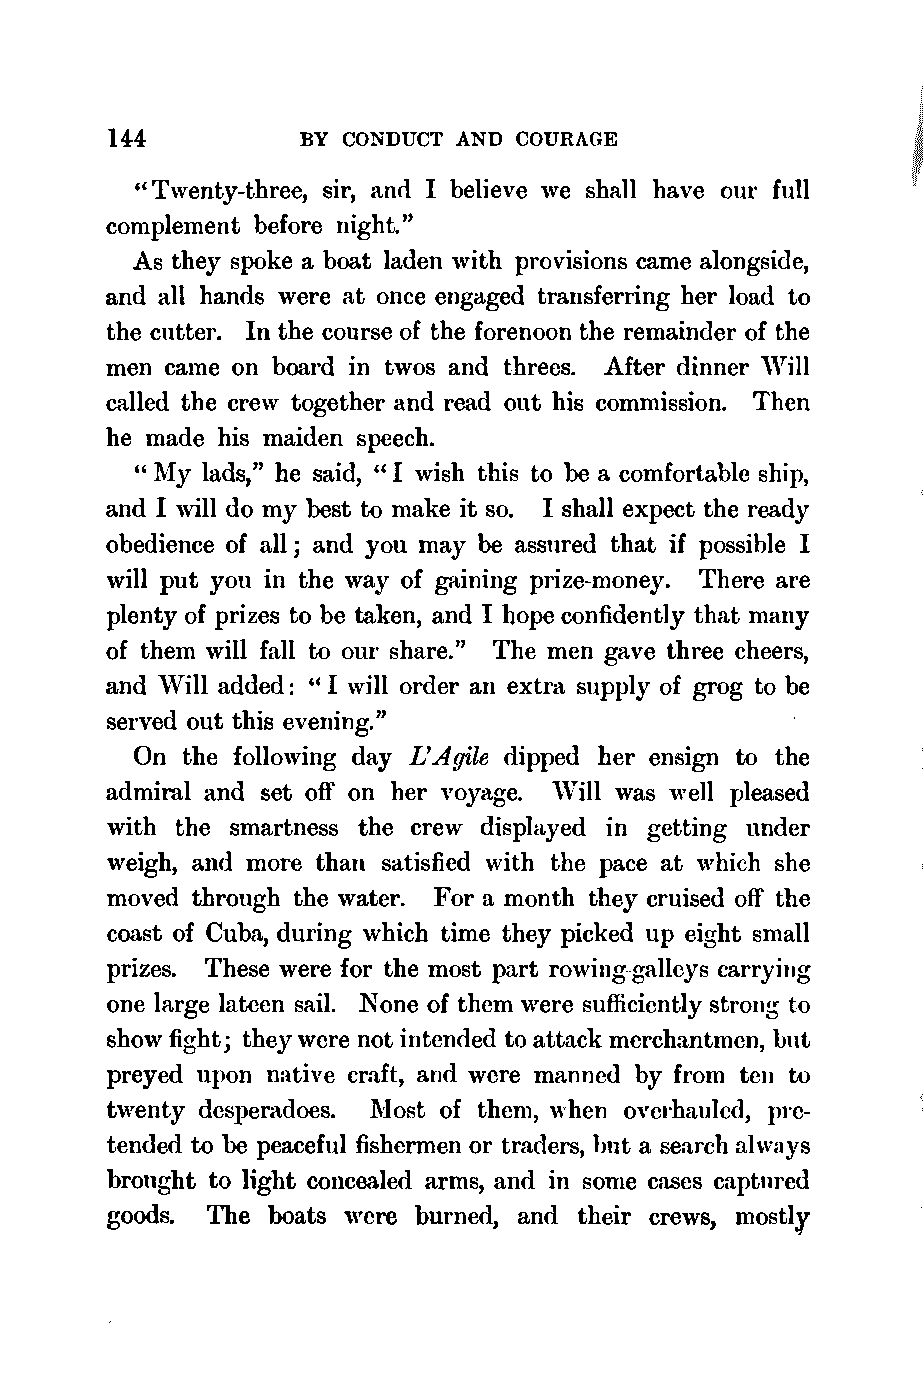 144 BY CONDUCT AND COURAGE
“Twenty-three, sir, and I believe we shall have our full
complement before night.”
As they spoke a boat laden with provisions came alongside,
and all hands were at once engaged transferring her load to
the cutter. In the course of the forenoon the remainder of the
men came on board in twos and threes. After dinner Will
called the crew together and read out his commission. Then
he made his maiden speech.
“My lads,” he said, “I wish this to be a comfortable ship,
and I will do my best to make it so. I shall expect the ready
obedience of all; and you may be assured that if possible I
will put you in the way of gaining prize-money. There are
plenty of prizes to be taken, and I hope confidently that many
of them will fall to our share.” The men gave three cheers,
and Will added: “I will order an extra supply of grog to be
served out this evening.”
On the following day L'Agile dipped her ensign to the
admiral and set off on her voyage. Will was well pleased
with the smartness the crew displayed in getting under
weigh, and more than satisfied with the pace at which she
moved through the water. For a month they cruised off the
coast of Cuba, during which time they picked up eight small
prizes. These were for the most part rowing-galleys carrying
one large lateen sail. None of them were sufficiently strong to
show fight; they were not intended to attack merchantmen, but
preyed upon native craft, and were manned by from ten to
twenty desperadoes. Most of them, when overhauled, pre-
tended to be peaceful fishermen or traders, but a search always
brought to light concealed arms, and in some cases captured
goods. The boats were burned, and their crews, mostly